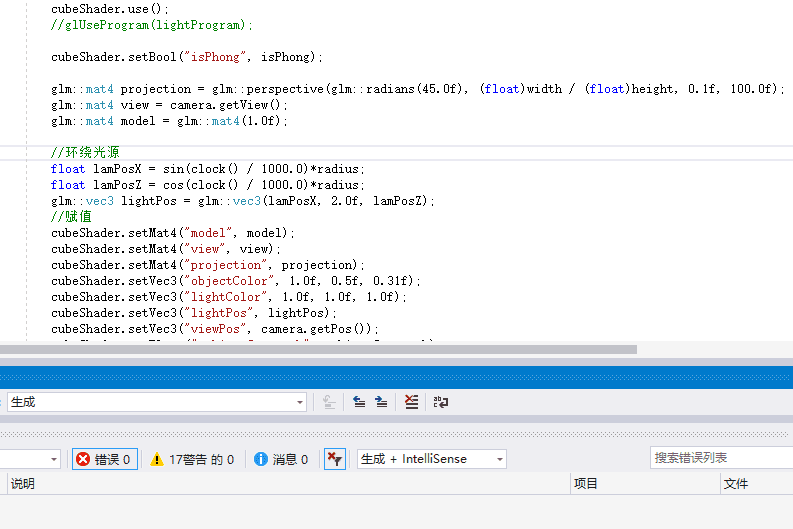 cubeShader.use();
//glUseProgram(lightProgram);
cubeShader.setBool("isPhong", isPhong);
glm::mat4 projection = glm::perspective(glm::radians(45.0f), (float)width / (float)height, 0.1f, 100.0f);
glm::mat4 view = camera.getView();
glm::mat4 model = glm::mat4(1.0f);
//环绕光源
float lamPosX = sin(clock() / 1000.0)*radius;
float lamPosZ = cos(clock() / 1000.0)*radius;
glm::vec3 lightPos = glm::vec3(lamPosX, 2.0f, lamPosZ);
//赋值
cubeShader.setMat4("model", model);
cubeShader.setMat4("view", view);
cubeShader.setMat4("projection", projection);
cubeShader.setVec3("objectColor", 1.0f, 0.5f, 0.31f);
cubeShader.setVec3("lightColor", 1.0f, 1.0f, 1.0f);
cubeShader.setVec3("lightPos", lightPos);
cubeShader.setVec3("viewPos", camera.getPos());
生成
错误 0 17警告 的 0 消息 0 生成 + IntelliSense 搜索错误列表
说明 项目 文件